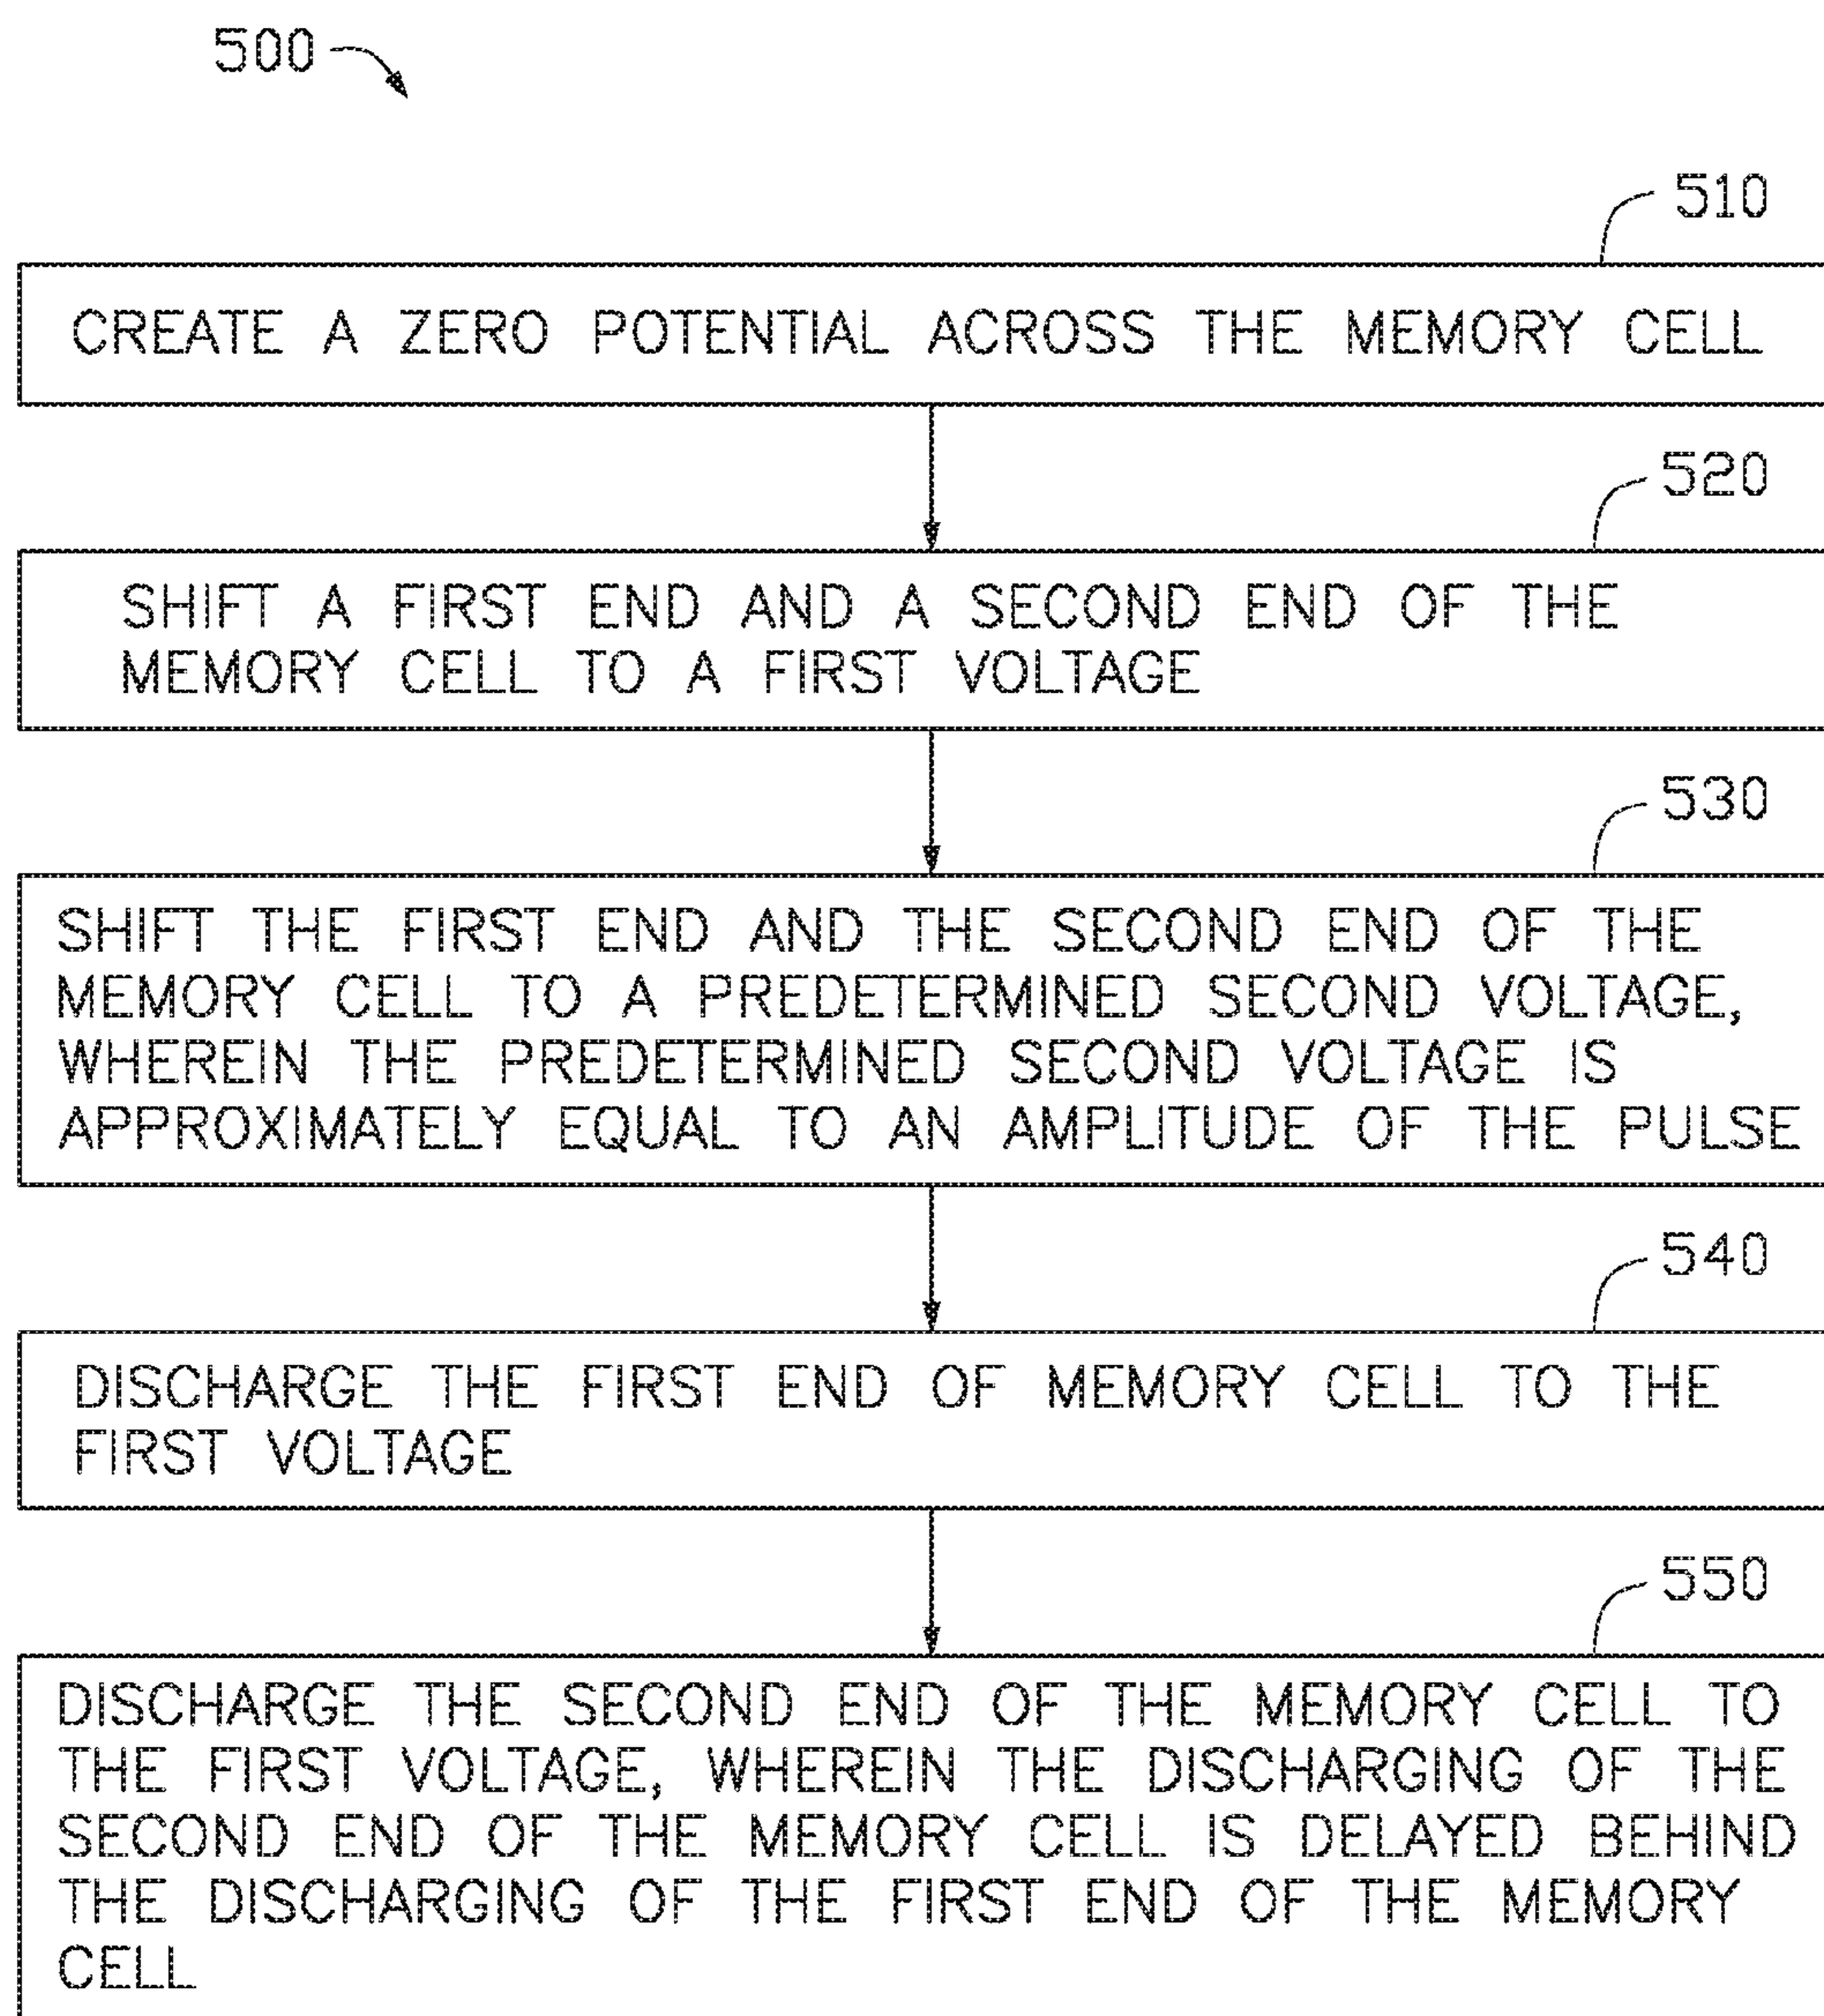 500
510
CREATE A ZERO POTENTIAL ACROSS THE MEMORY CELL
520
SHIFT A FIRST END AND A SECOND END OF THE
MEMORY CELL TO A FIRST VOLTAGE
530
SHIFT THE FIRST END AND THE SECOND END OF THE
MEMORY CELL TO A PREDETERMINED SECOND VOLTAGE,
WHEREIN THE PREDETERMINED SECOND VOLTAGE IS
APPROXIMATELY EQUAL TO AN AMPLITUDE OF THE PULSE
540
DISCHARGE THE FIRST END OF MEMORY CELL TO THE
FIRST VOLTAGE
550
DISCHARGE THE SECOND END OF THE MEMORY CELL TO
THE FIRST VOLTAGE, WHEREIN THE DISCHARGING OF THE
SECOND END OF THE MEMORY CELL IS DELAYED BEHIND
THE DISCHARGING OF THE FIRST END OF THE MEMORY
CELL